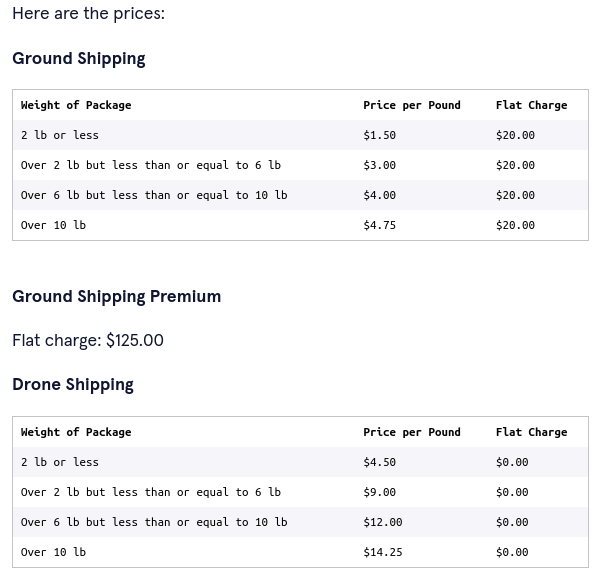 Here are the prices:
Ground Shipping
Weight of Package Price per Pound Flat Charge
2 lb or less $1.50 $20.00
Over 2 lb but less than or equal to 6 lb $3.00 $20.00
Over 6 lb but less than or equal to 10 lb $4.00 $20.00
Over 10 lb $4.75 $20.00
Ground Shipping Premium
Flat charge: $125.00
Drone Shipping
Weight of Package Price per Pound Flat Charge
2 lb or less $4.50 $0.00
Over 2 lb but less than or equal to 6 lb $9.00 $0.00
Over 6 lb but less than or equal to 10 lb $12.00 $0.00
Over 10 lb $14.25 $0.00